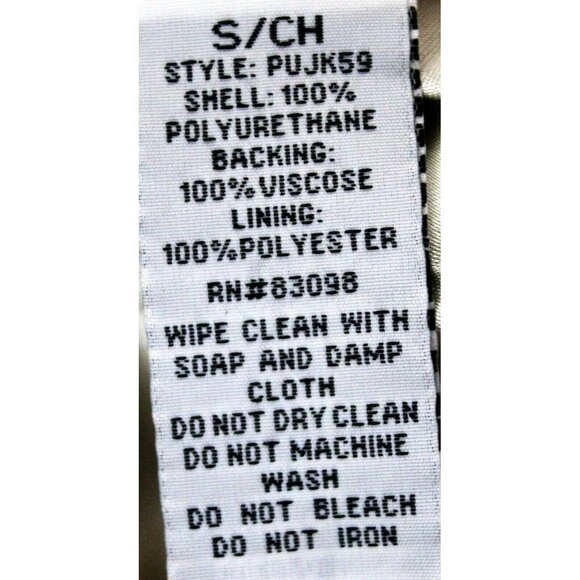 S/CH
STYLE: PUJK59
SHELL: 100%
POLYURETHANE
BACKING:
100% VISCOSE
LINING:
100% POLYESTER
RN#83098
WIPE CLEAN WITH
SOAP AND DAMP
CLOTH
DO NOT DRY CLEAN
DO NOT MACHINE
WASH
DO NOT BLEACH
DO NOT IRON